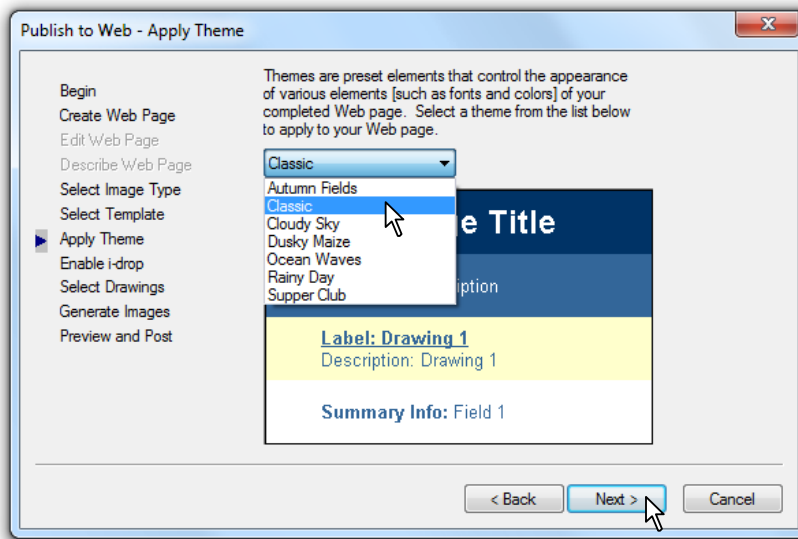 Publish to Web - Apply Theme
Begin
Create Web Page
Edit Web Page
Describe Web Page
Select Image Type
Select Template
Apply Theme
Enable i-drop
Select Drawings
Generate Images
Preview and Post
Themes are preset elements that control the appearance
of various elements [such as fonts and colors] of your
completed Web page. Select a theme from the list below
to apply to your Web page.
Classic
Autumn Fields
Classic
Cloudy Sky
Dusky Maize
Ocean Waves
Rainy Day
Supper Club
e Title
iption
Label: Drawing 1
Description: Drawing 1
Summary Info: Field 1
< Back
Next >
Cancel